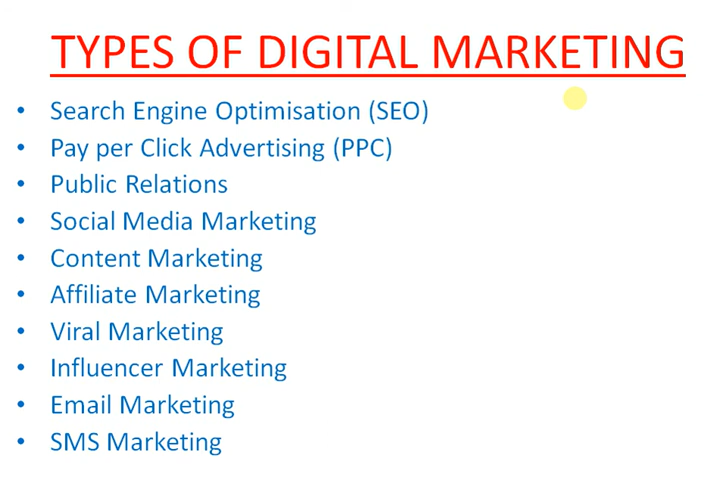 TYPES OF DIGITAL MARKETING
• Search Engine Optimisation (SEO)
• Pay per Click Advertising (PPC)
• Public Relations
• Social Media Marketing
• Content Marketing
• Affiliate Marketing
• Viral Marketing
• Influencer Marketing
• Email Marketing
• SMS Marketing